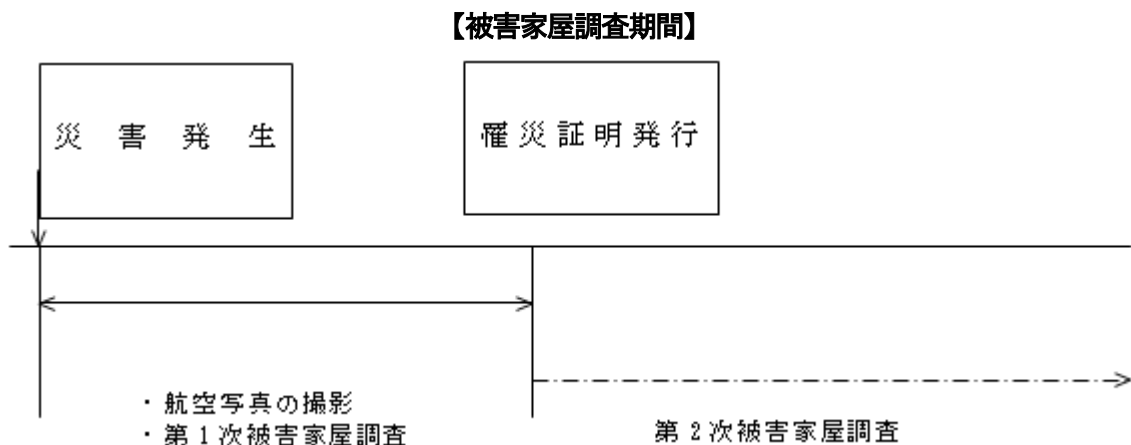 【被害家屋調査期間】
災害発生
罹災証明発行
・航空写真の撮影
・第1次被害家屋調査
第2次被害家屋調査